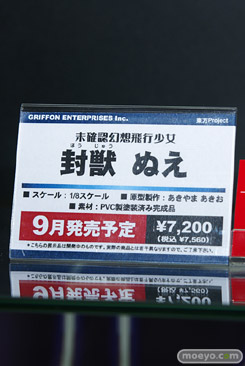 GRIFFON ENTERPRISES Inc.
東方Project
未確認幻想飛行少女
ほう じゅう
封獣 ぬえ
■スケール：1/8スケール ■原型製作：あきやま あきお
■素材：PVC製塗装済み完成品
9月発売予定 ¥7,200
(税込 ¥7,560)
moeyo.com